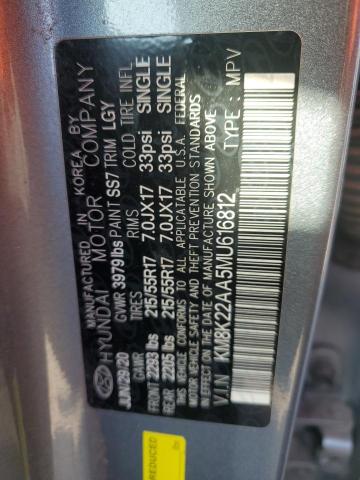 MANUFACTURED IN KOREA BY
HYUNDAI MOTOR COMPANY
JUN/29/20 GVWR 3979 lbs PAINT SS7 TRIM LGY
GAWR TIRES RIMS COLD TIRE INFL
FRONT 2293 lbs 215/55R17 7.0JX17 33psi SINGLE
REAR 2205 lbs 215/55R17 7.0JX17 33psi SINGLE
THIS VEHICLE CONFORMS TO ALL APPLICABLE U.S.A. FEDERAL
MOTOR VEHICLE SAFETY AND THEFT PREVENTION STANDARDS
IN EFFECT ON THE DATE OF MANUFACTURE SHOWN ABOVE.
V.I.N : KM8K22AA5MU616812 TYPE : MPV
REDUCED